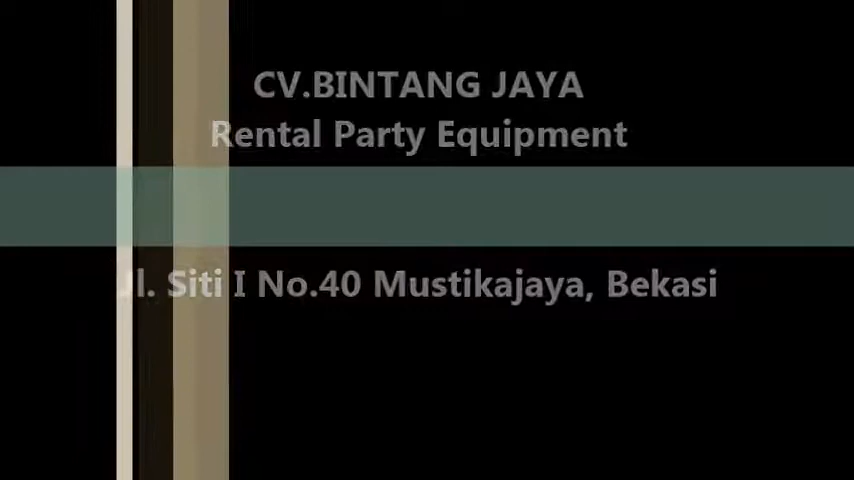 CV.BINTANG JAYA
Rental Party Equipment
Jl. Siti I No.40 Mustikajaya, Bekasi